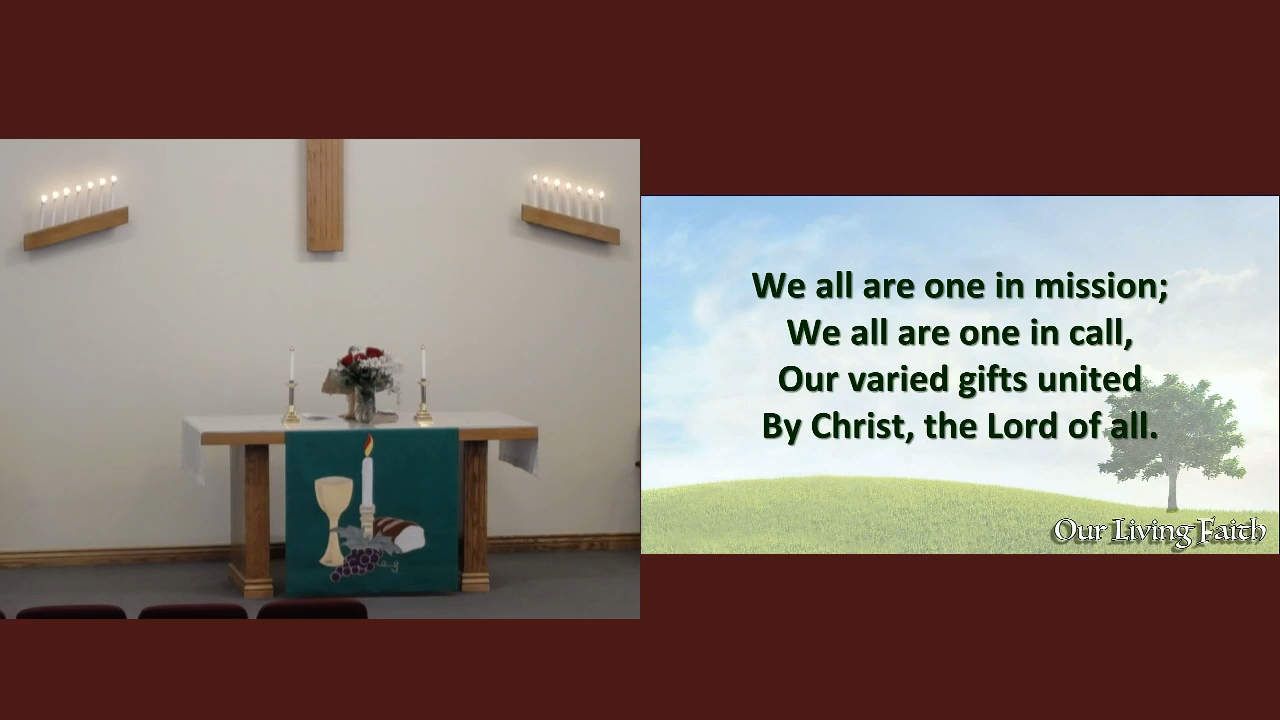 We all are one in mission;
We all are one in call,
Our varied gifts united
By Christ, the Lord of all.
Our Living Faith